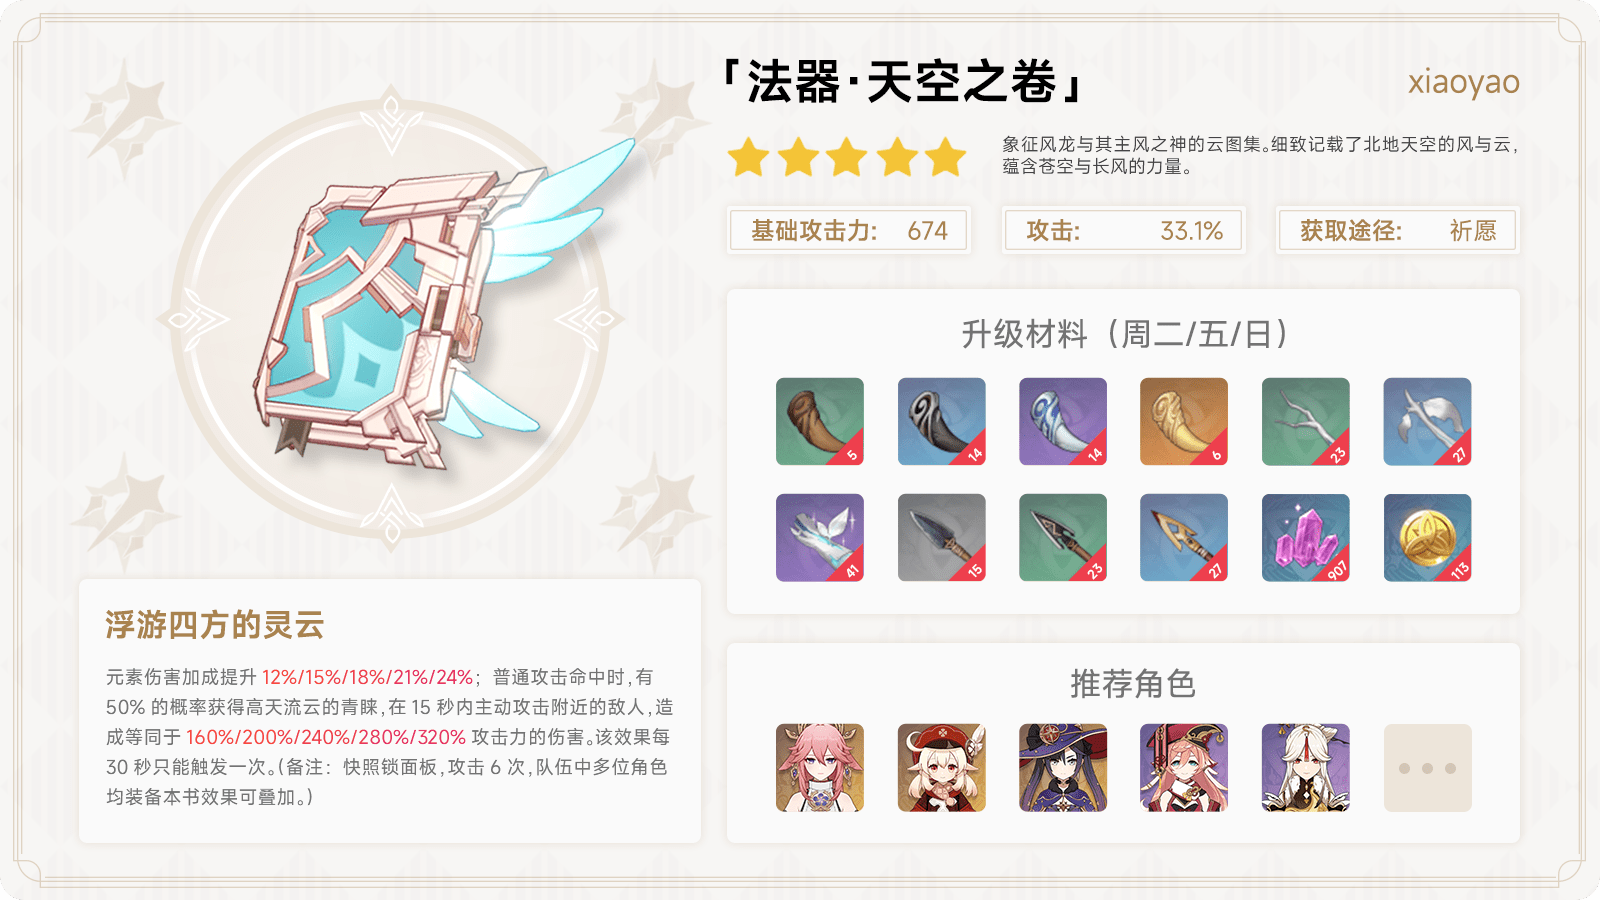 「法器·天空之卷」
xiaoyao
象征风龙与其主风之神的云图集。细致记载了北地天空的风与云,
蕴含苍空与长风的力量。
基础攻击力: 674
攻击: 33.1%
获取途径: 祈愿
升级材料（周二/五/日）
5
14
14
6
23
27
41
15
23
27
907
113
浮游四方的灵云
元素伤害加成提升 12%/15%/18%/21%/24%；普通攻击命中时,有
50% 的概率获得高天流云的青睐,在 15 秒内主动攻击附近的敌人,造
成等同于 160%/200%/240%/280%/320% 攻击力的伤害。该效果每
30 秒只能触发一次。(备注：快照锁面板,攻击 6 次,队伍中多位角色
均装备本书效果可叠加。)
推荐角色